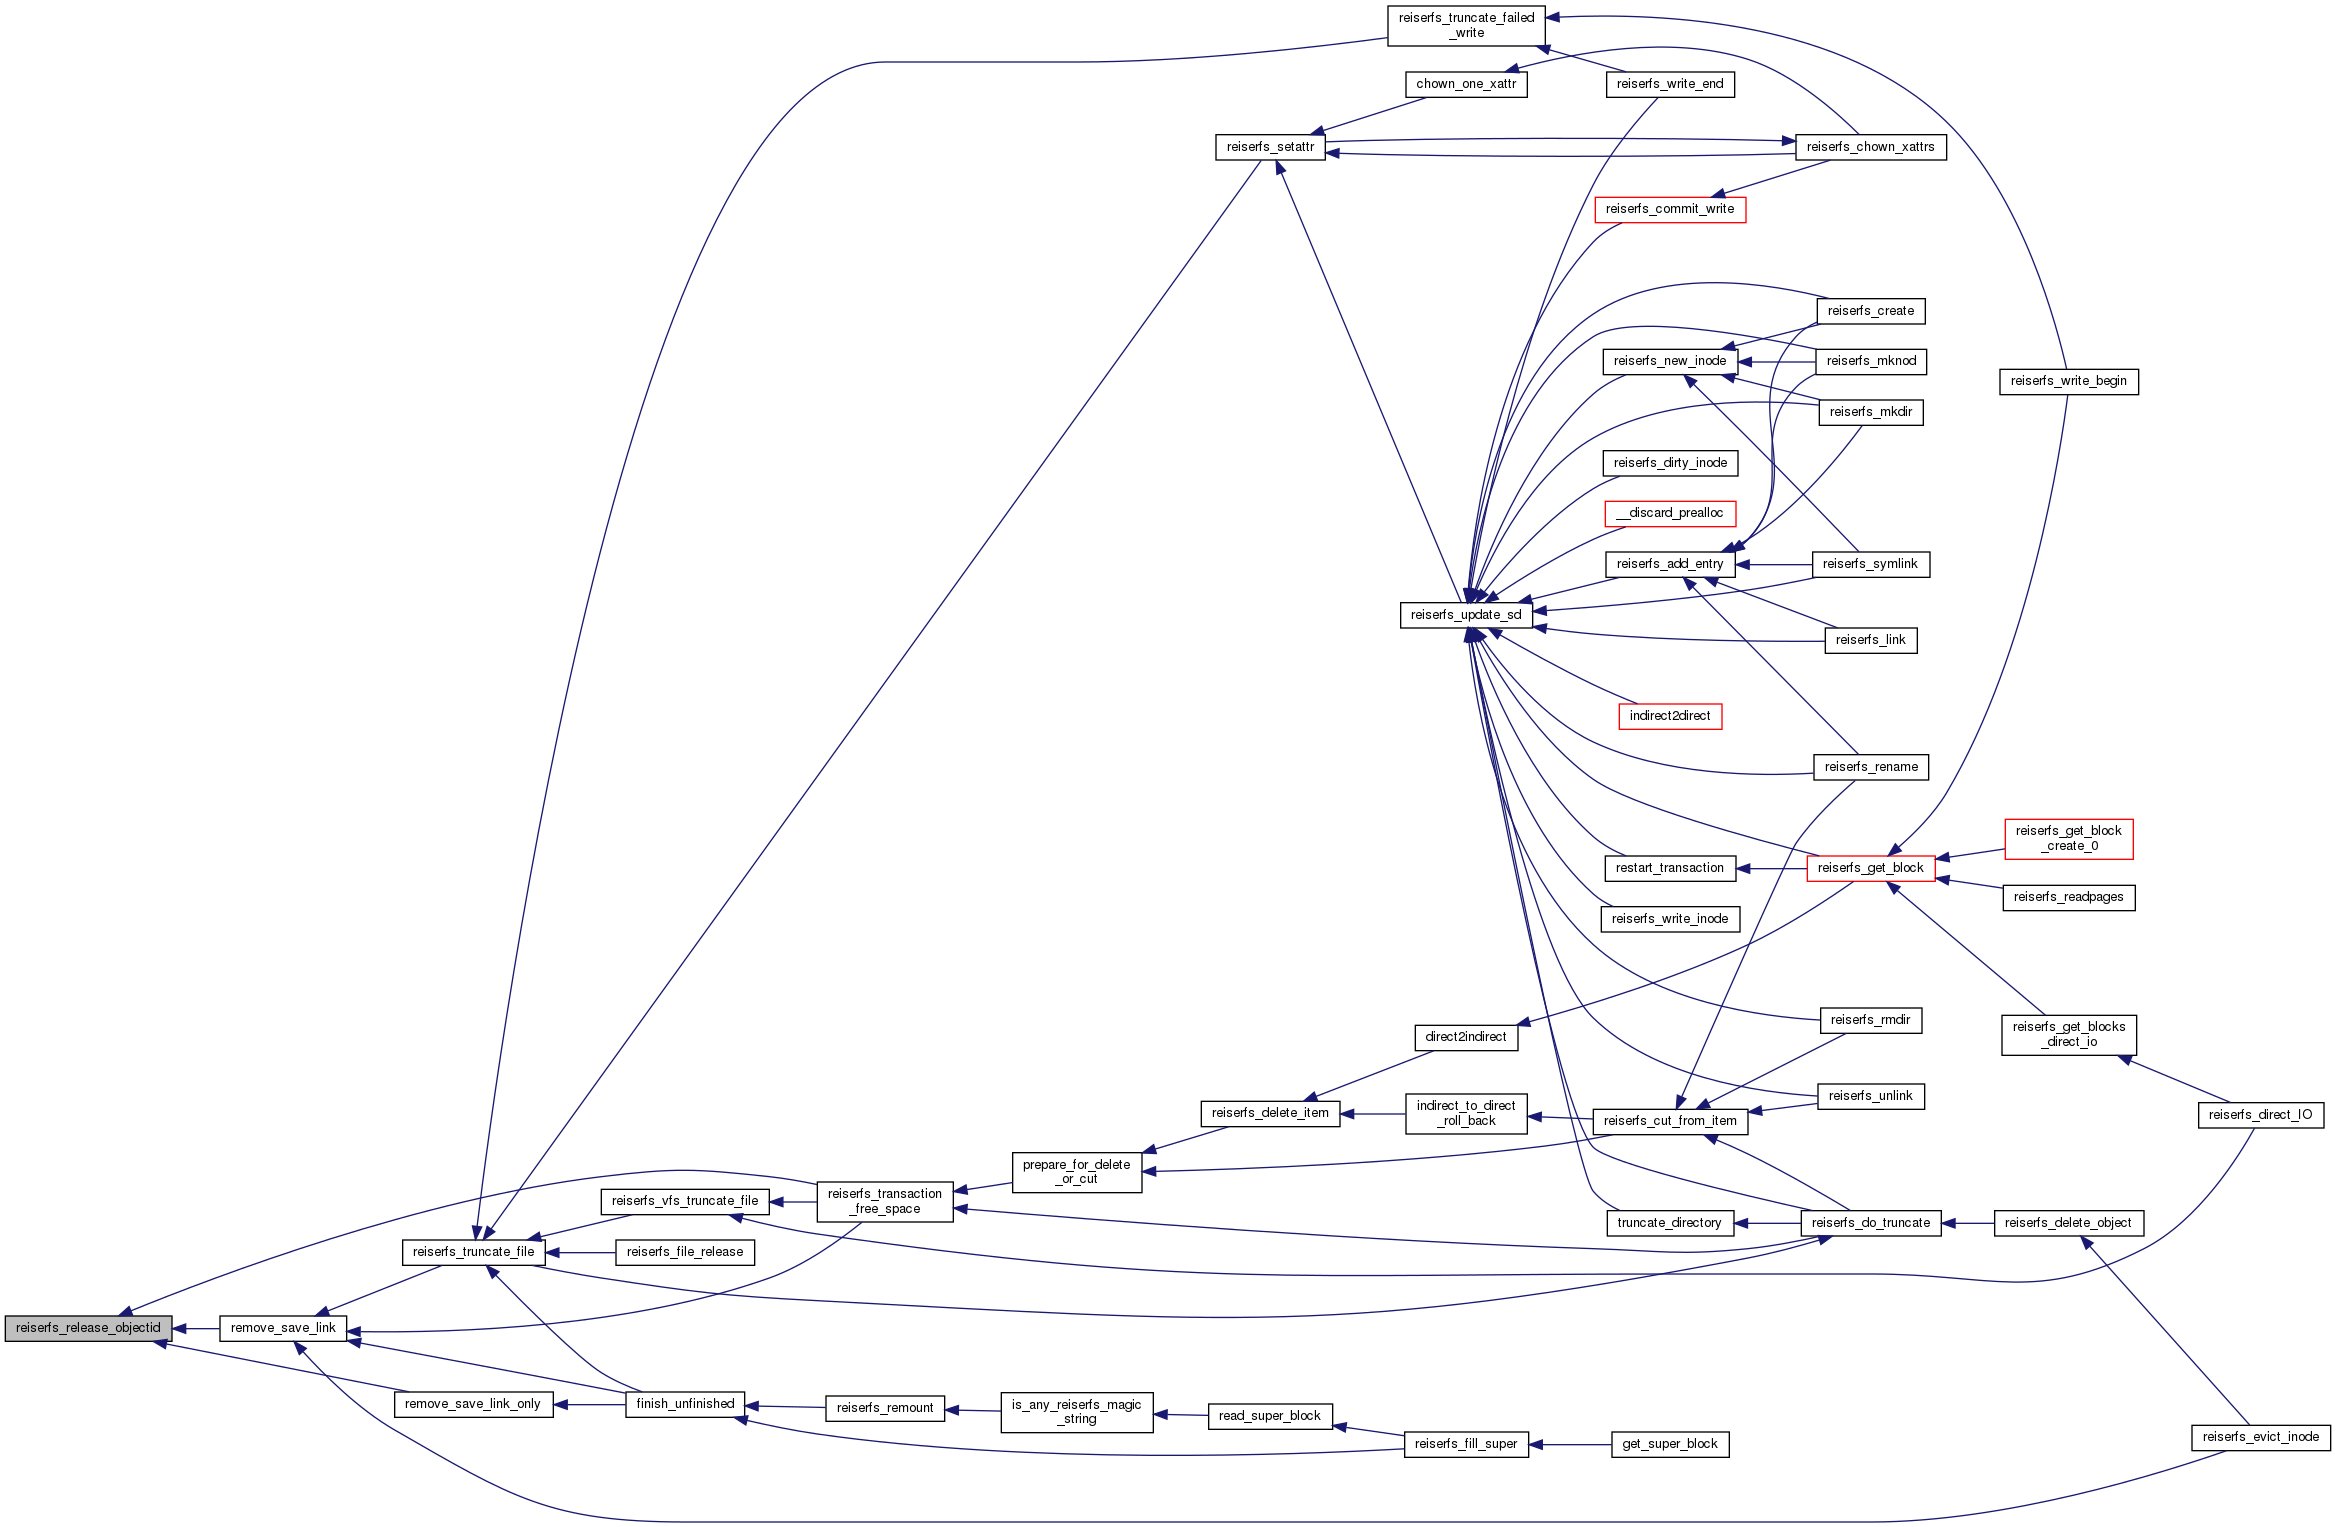 reiserfs_truncate_failed
_write
chown_one_xattr
reiserfs_write_end
reiserfs_setattr
reiserfs_chown_xattrs
reiserfs_commit_write
reiserfs_create
reiserfs_new_inode
reiserfs_mknod
reiserfs_write_begin
reiserfs_mkdir
reiserfs_dirty_inode
__discard_prealloc
reiserfs_add_entry
reiserfs_symlink
reiserfs_update_sd
reiserfs_link
indirect2direct
reiserfs_rename
reiserfs_get_block
_create_0
restart_transaction
reiserfs_get_block
reiserfs_readpages
reiserfs_write_inode
reiserfs_rmdir
reiserfs_get_blocks
_direct_io
direct2indirect
reiserfs_unlink
reiserfs_delete_item
indirect_to_direct
_roll_back
reiserfs_cut_from_item
reiserfs_direct_IO
prepare_for_delete
_or_cut
reiserfs_vfs_truncate_file
reiserfs_transaction
_free_space
truncate_directory
reiserfs_do_truncate
reiserfs_delete_object
reiserfs_truncate_file
reiserfs_file_release
reiserfs_release_objectid
remove_save_link
remove_save_link_only
finish_unfinished
reiserfs_remount
is_any_reiserfs_magic
_string
read_super_block
reiserfs_fill_super
get_super_block
reiserfs_evict_inode